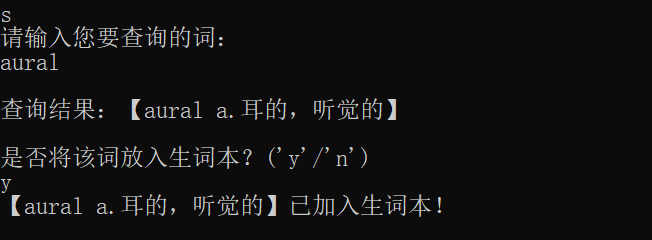 s
请输入您要查询的词:
aural
查询结果:【aural a.耳的，听觉的】
是否将该词放入生词本？('y'/'n')
y
【aural a.耳的，听觉的】已加入生词本！